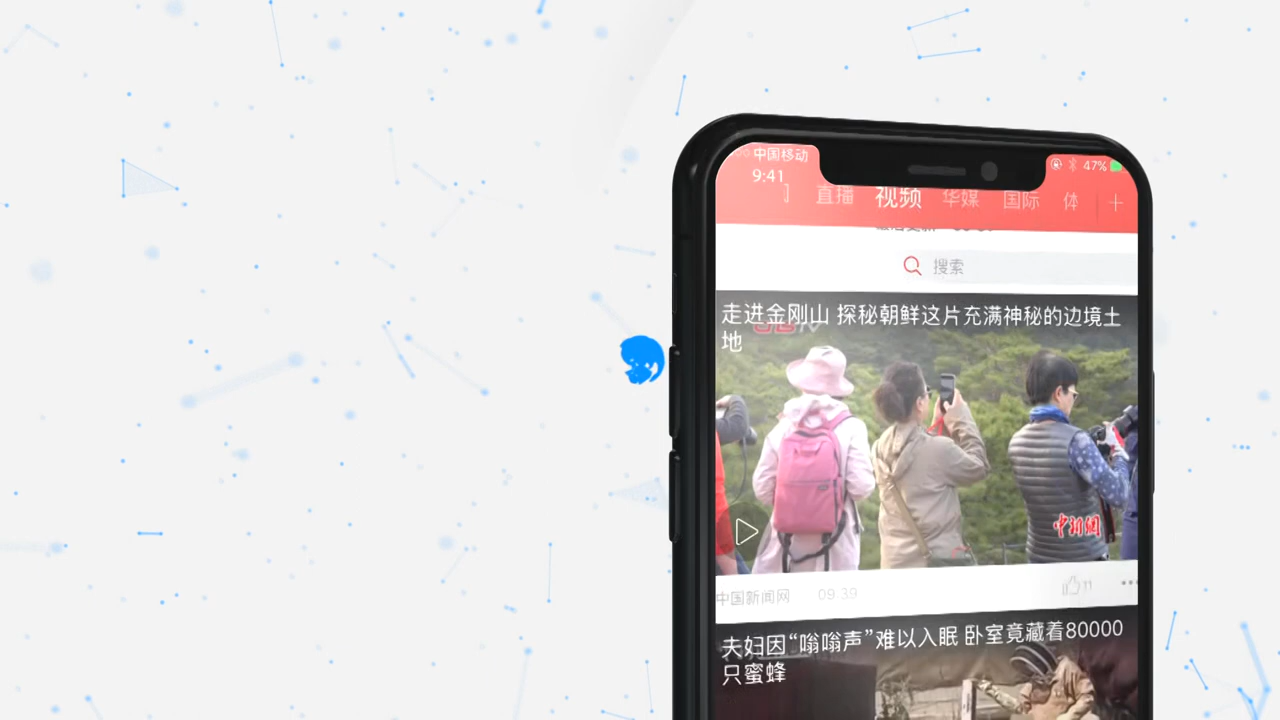 中国移动
9:41
47%
直播 视频 华媒 国际 体 +
搜索
走进金刚山 探秘朝鲜这片充满神秘的边境土
地
中新網
中国新闻网 09:39
11
夫妇因“嗡嗡声”难以入眠 卧室竟藏着80000
只蜜蜂